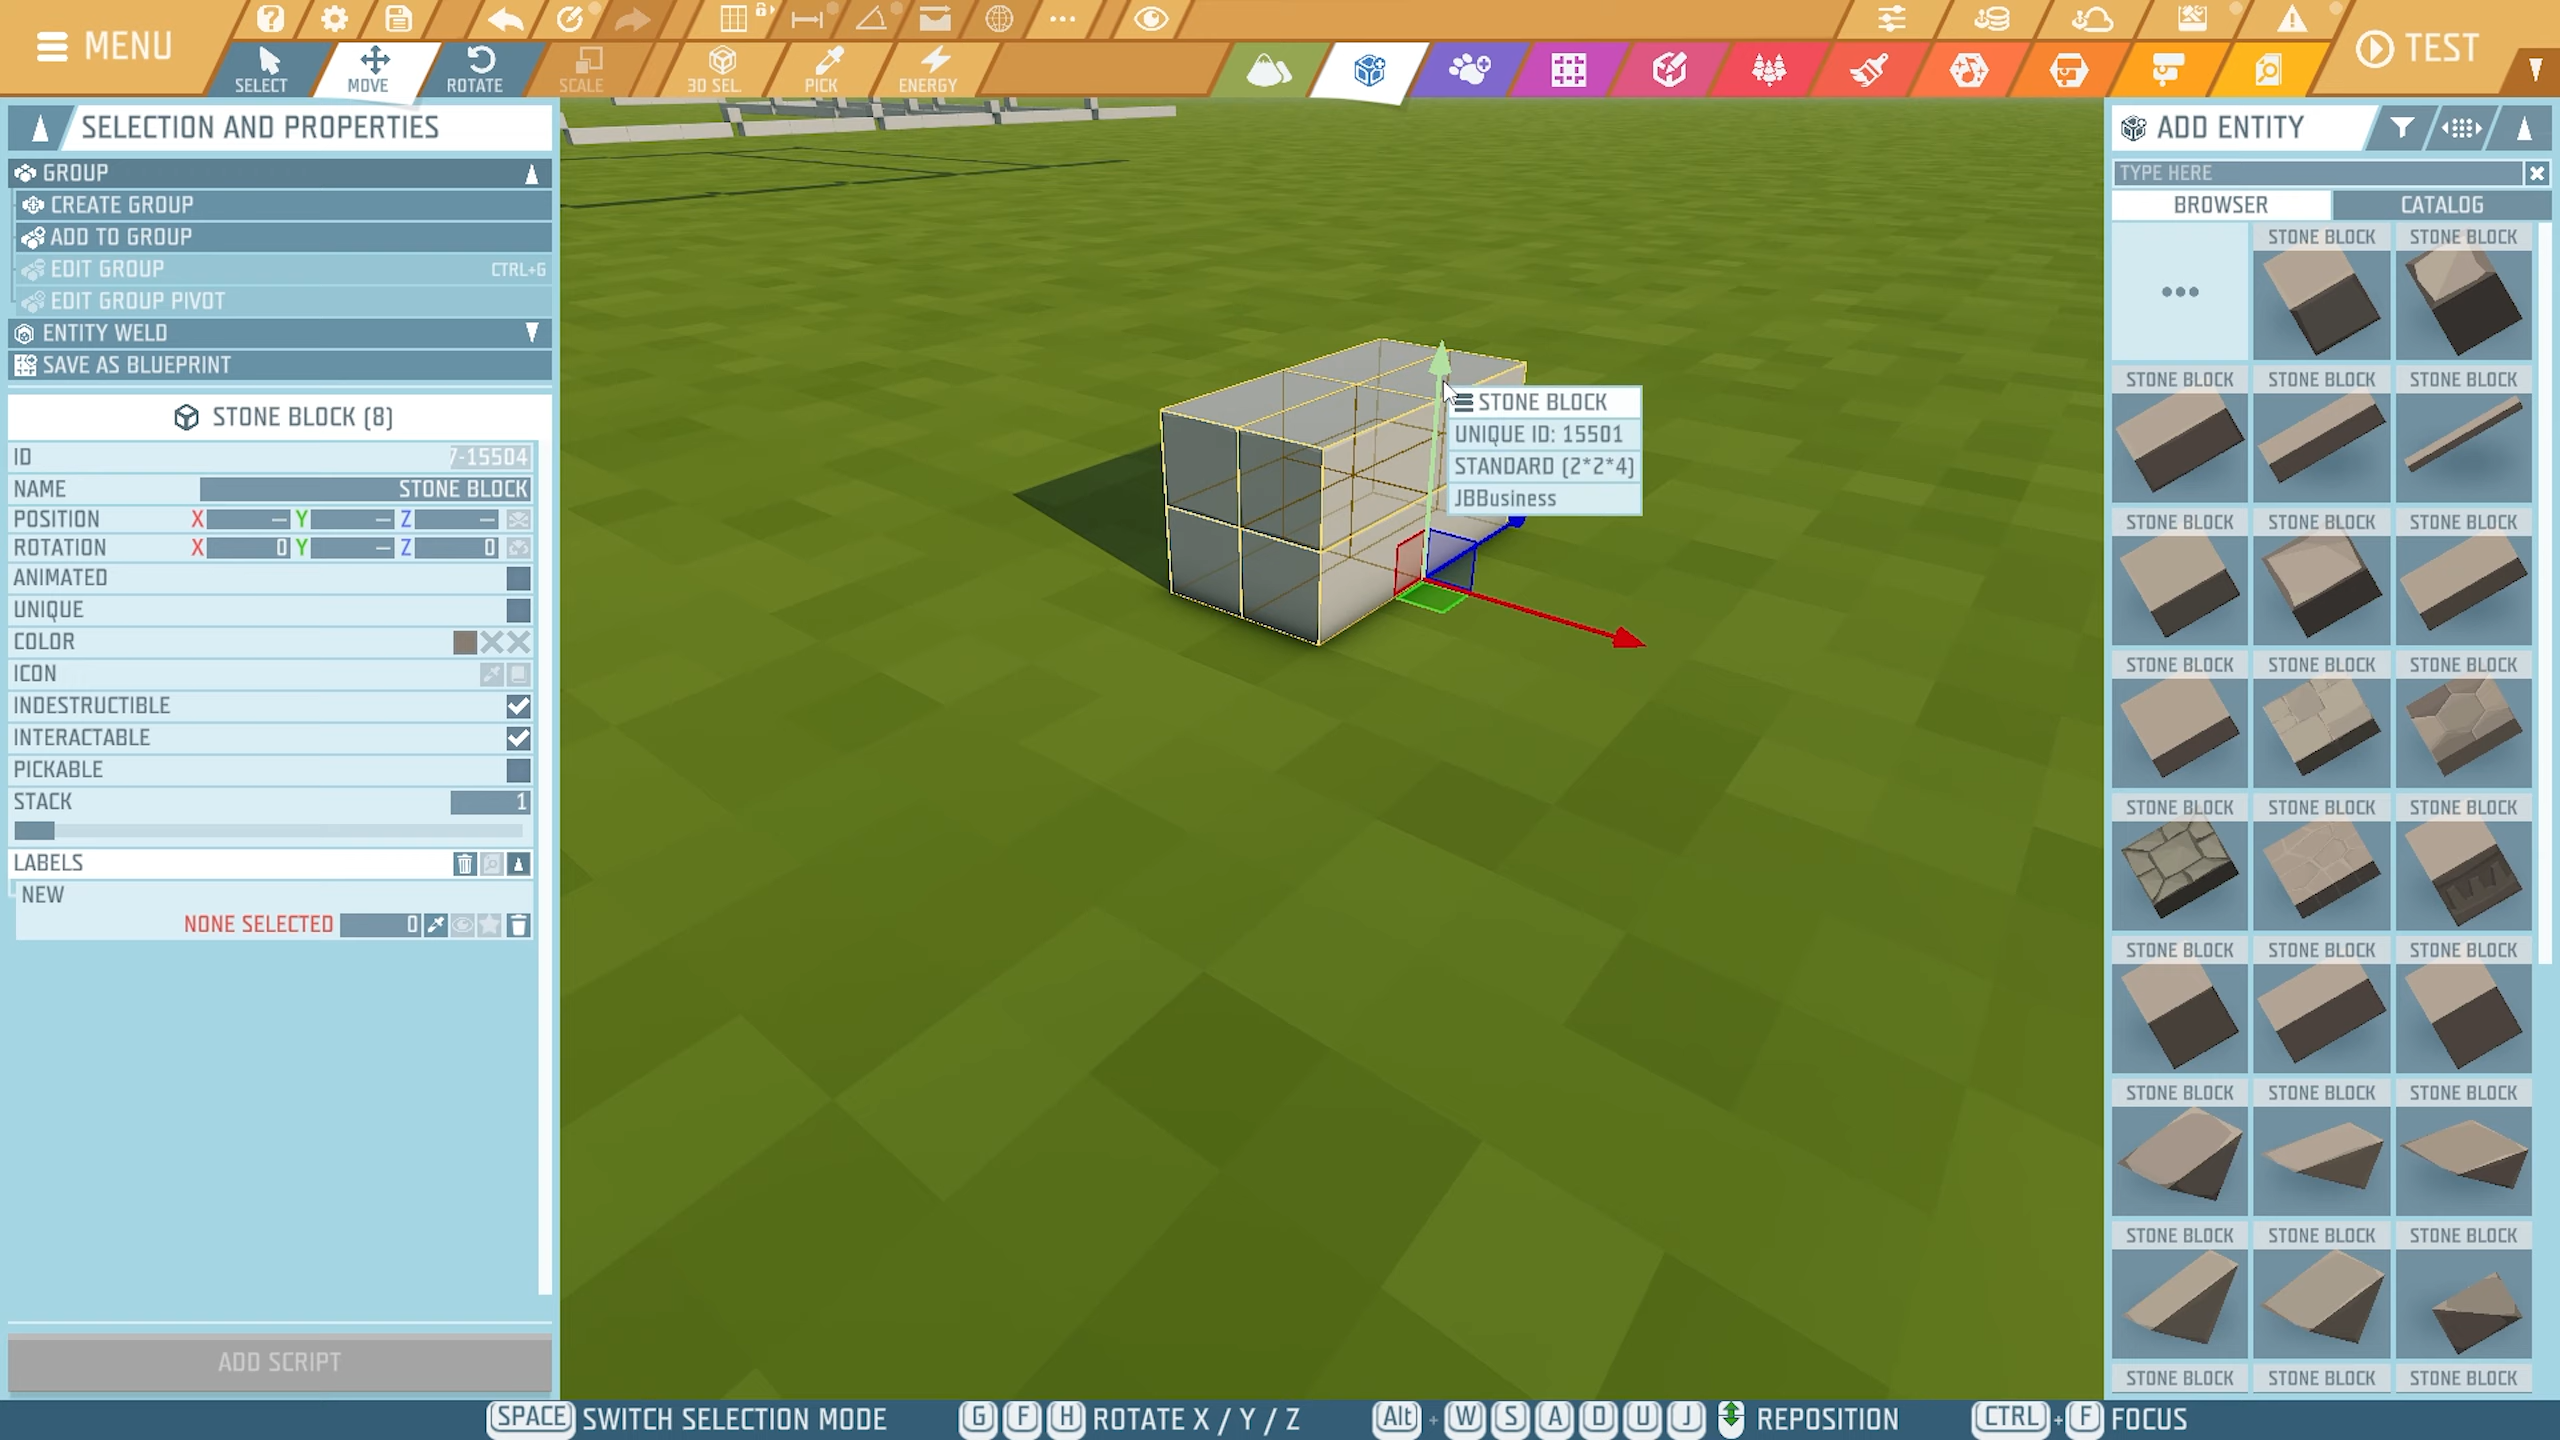 MENU
SELECT
MOVE
ROTATE
SCALE
3D SEL.
PICK
ENERGY
TEST
SELECTION AND PROPERTIES
GROUP
CREATE GROUP
ADD TO GROUP
EDIT GROUP CTRL+G
EDIT GROUP PIVOT
ENTITY WELD
SAVE AS BLUEPRINT
STONE BLOCK (8)
ID 7-15504
NAME STONE BLOCK
POSITION X – Y – Z –
ROTATION X 0 Y – Z 0
ANIMATED
UNIQUE
COLOR
ICON
INDESTRUCTIBLE
INTERACTABLE
PICKABLE
STACK 1
LABELS
NEW
NONE SELECTED 0
ADD SCRIPT
STONE BLOCK
UNIQUE ID: 15501
STANDARD (2*2*4)
JBBusiness
ADD ENTITY
TYPE HERE
BROWSER CATALOG
STONE BLOCK STONE BLOCK
STONE BLOCK STONE BLOCK STONE BLOCK
STONE BLOCK STONE BLOCK STONE BLOCK
STONE BLOCK STONE BLOCK STONE BLOCK
STONE BLOCK STONE BLOCK STONE BLOCK
STONE BLOCK STONE BLOCK STONE BLOCK
STONE BLOCK STONE BLOCK STONE BLOCK
STONE BLOCK STONE BLOCK STONE BLOCK
STONE BLOCK STONE BLOCK STONE BLOCK
SPACE SWITCH SELECTION MODE G F H ROTATE X / Y / Z Alt + W S A D U J REPOSITION CTRL + F FOCUS